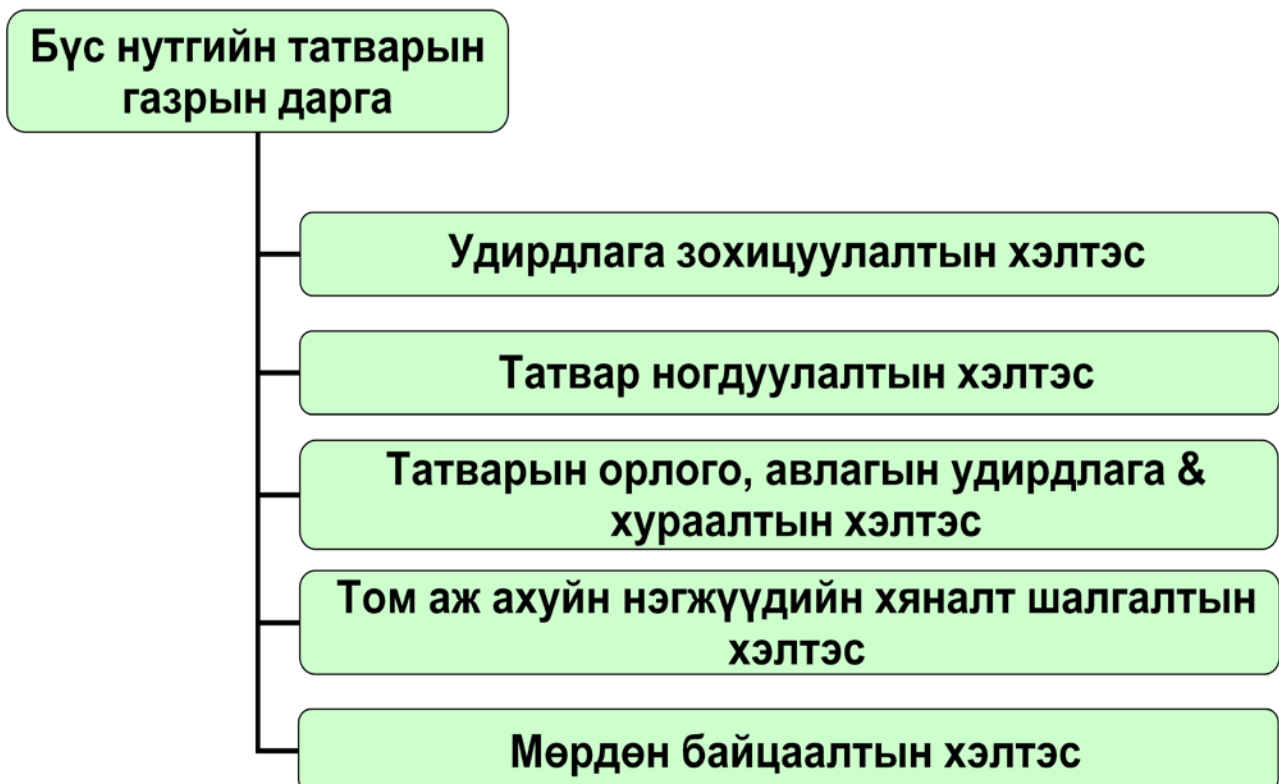 Бүс нутгийн татварын
газрын дарга
Удирдлага зохицуулалтын хэлтэс
Татвар ногдуулалтын хэлтэс
Татварын орлого, авлагын удирдлага &
хураалтын хэлтэс
Том аж ахуйн нэгжүүдийн хяналт шалгалтын
хэлтэс
Мөрдөн байцаалтын хэлтэс